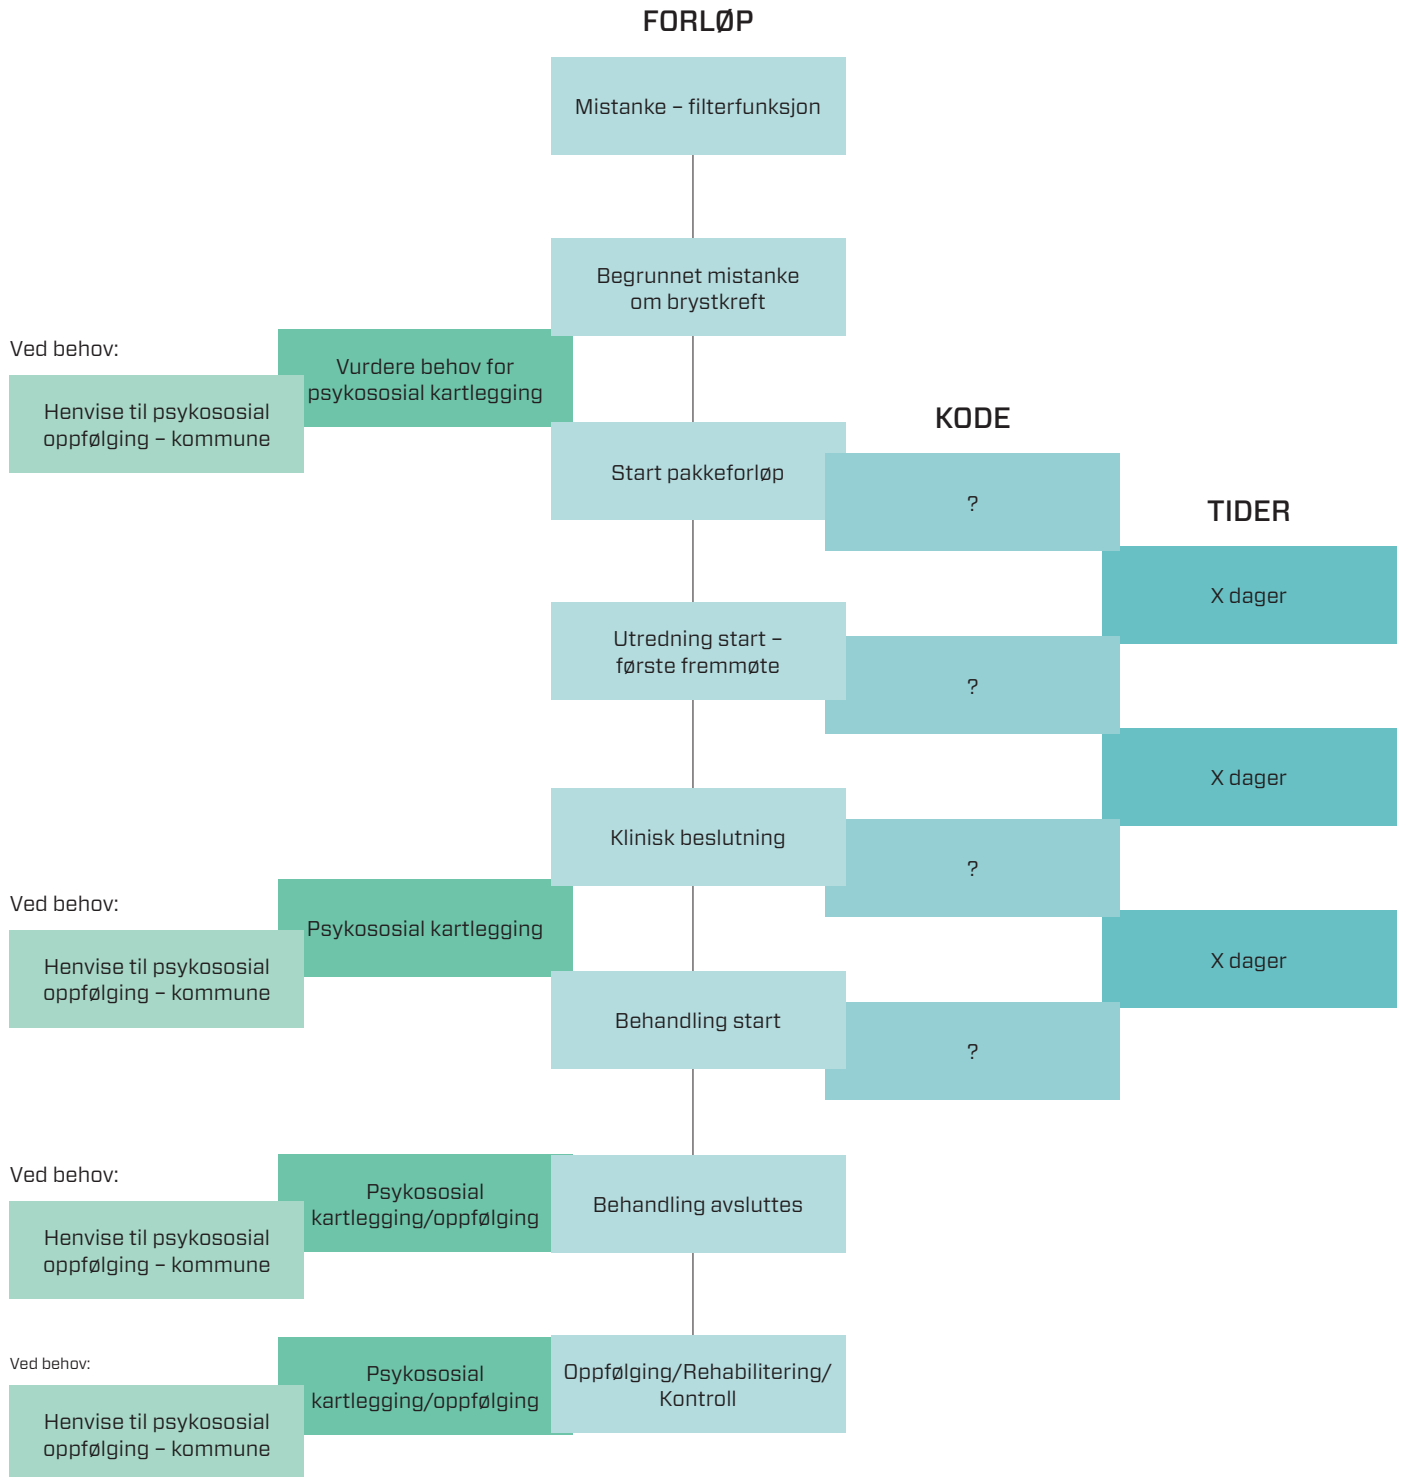 FORLØP
Mistanke – filterfunksjon
Begrunnet mistanke
om brystkreft
Ved behov:
Vurdere behov for
psykososial kartlegging
Henvise til psykososial
oppfølging – kommune
KODE
Start pakkeforløp
?
TIDER
X dager
Utredning start –
første fremmøte
?
X dager
Klinisk beslutning
?
Ved behov:
Psykososial kartlegging
Henvise til psykososial
oppfølging – kommune
X dager
Behandling start
?
Ved behov:
Psykososial
kartlegging/oppfølging
Henvise til psykososial
oppfølging – kommune
Behandling avsluttes
Ved behov:
Psykososial
kartlegging/oppfølging
Henvise til psykososial
oppfølging – kommune
Oppfølging/Rehabilitering/
Kontroll